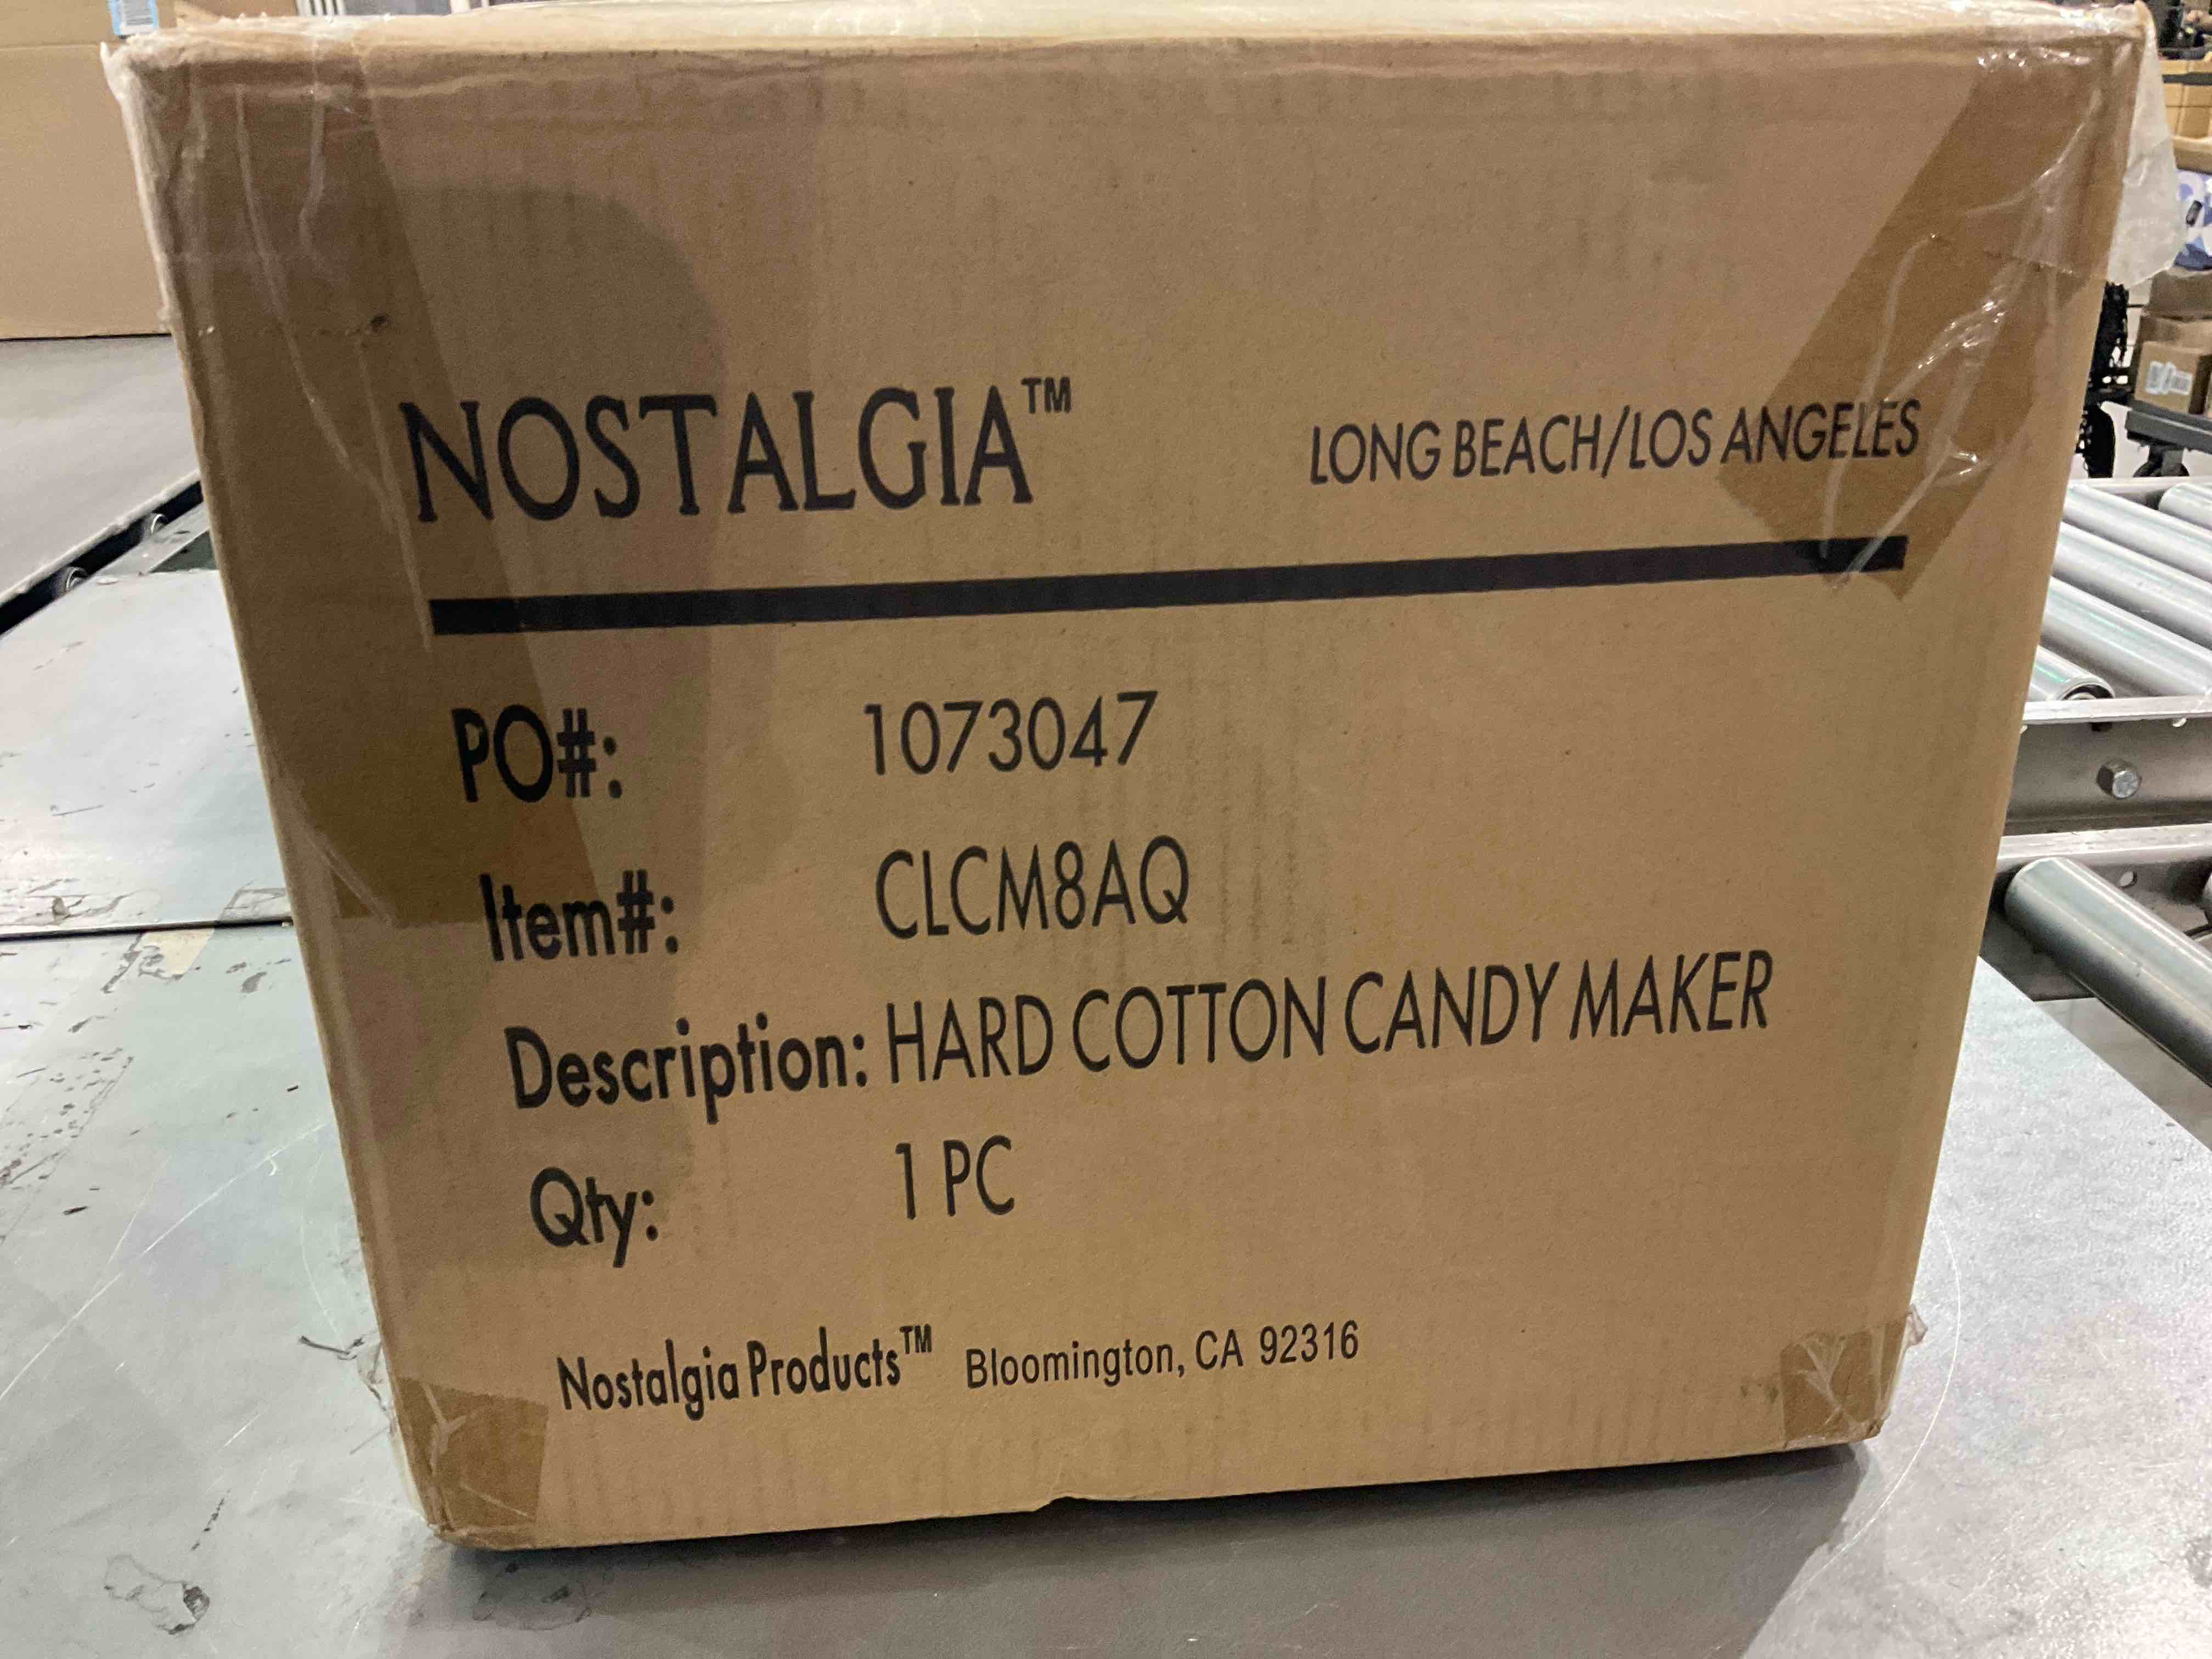 NOSTALGIA™ LONG BEACH/LOS ANGELES
PO#: 1073047
Item#: CLCM8AQ
Description: HARD COTTON CANDY MAKER
Qty: 1 PC
Nostalgia Products™ Bloomington, CA 92316